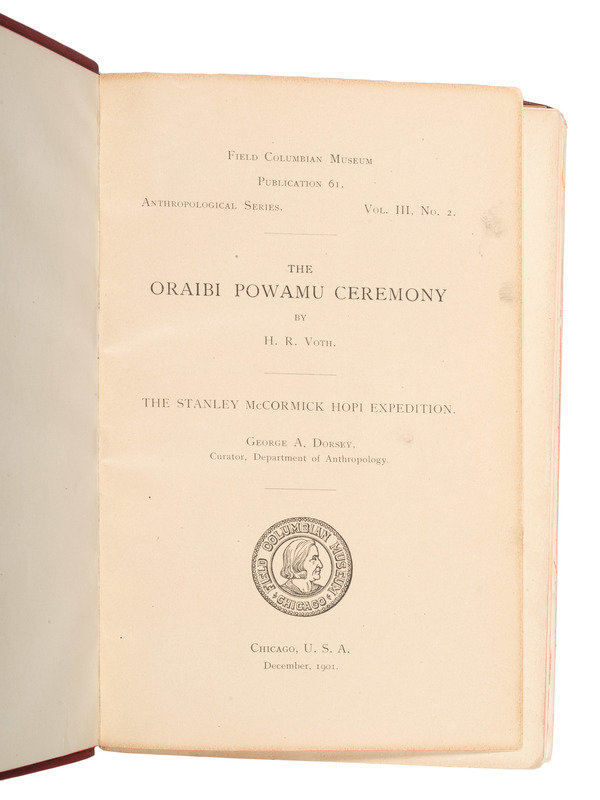 Field Columbian Museum
Publication 61.
Anthropological Series. Vol. III, No. 2.
THE
ORAIBI POWAMU CEREMONY
BY
H. R. Voth.
THE STANLEY McCORMICK HOPI EXPEDITION.
George A. Dorsey,
Curator, Department of Anthropology.
FIELD COLUMBIAN MUSEUM
CHICAGO
Chicago, U. S. A.
December, 1901.